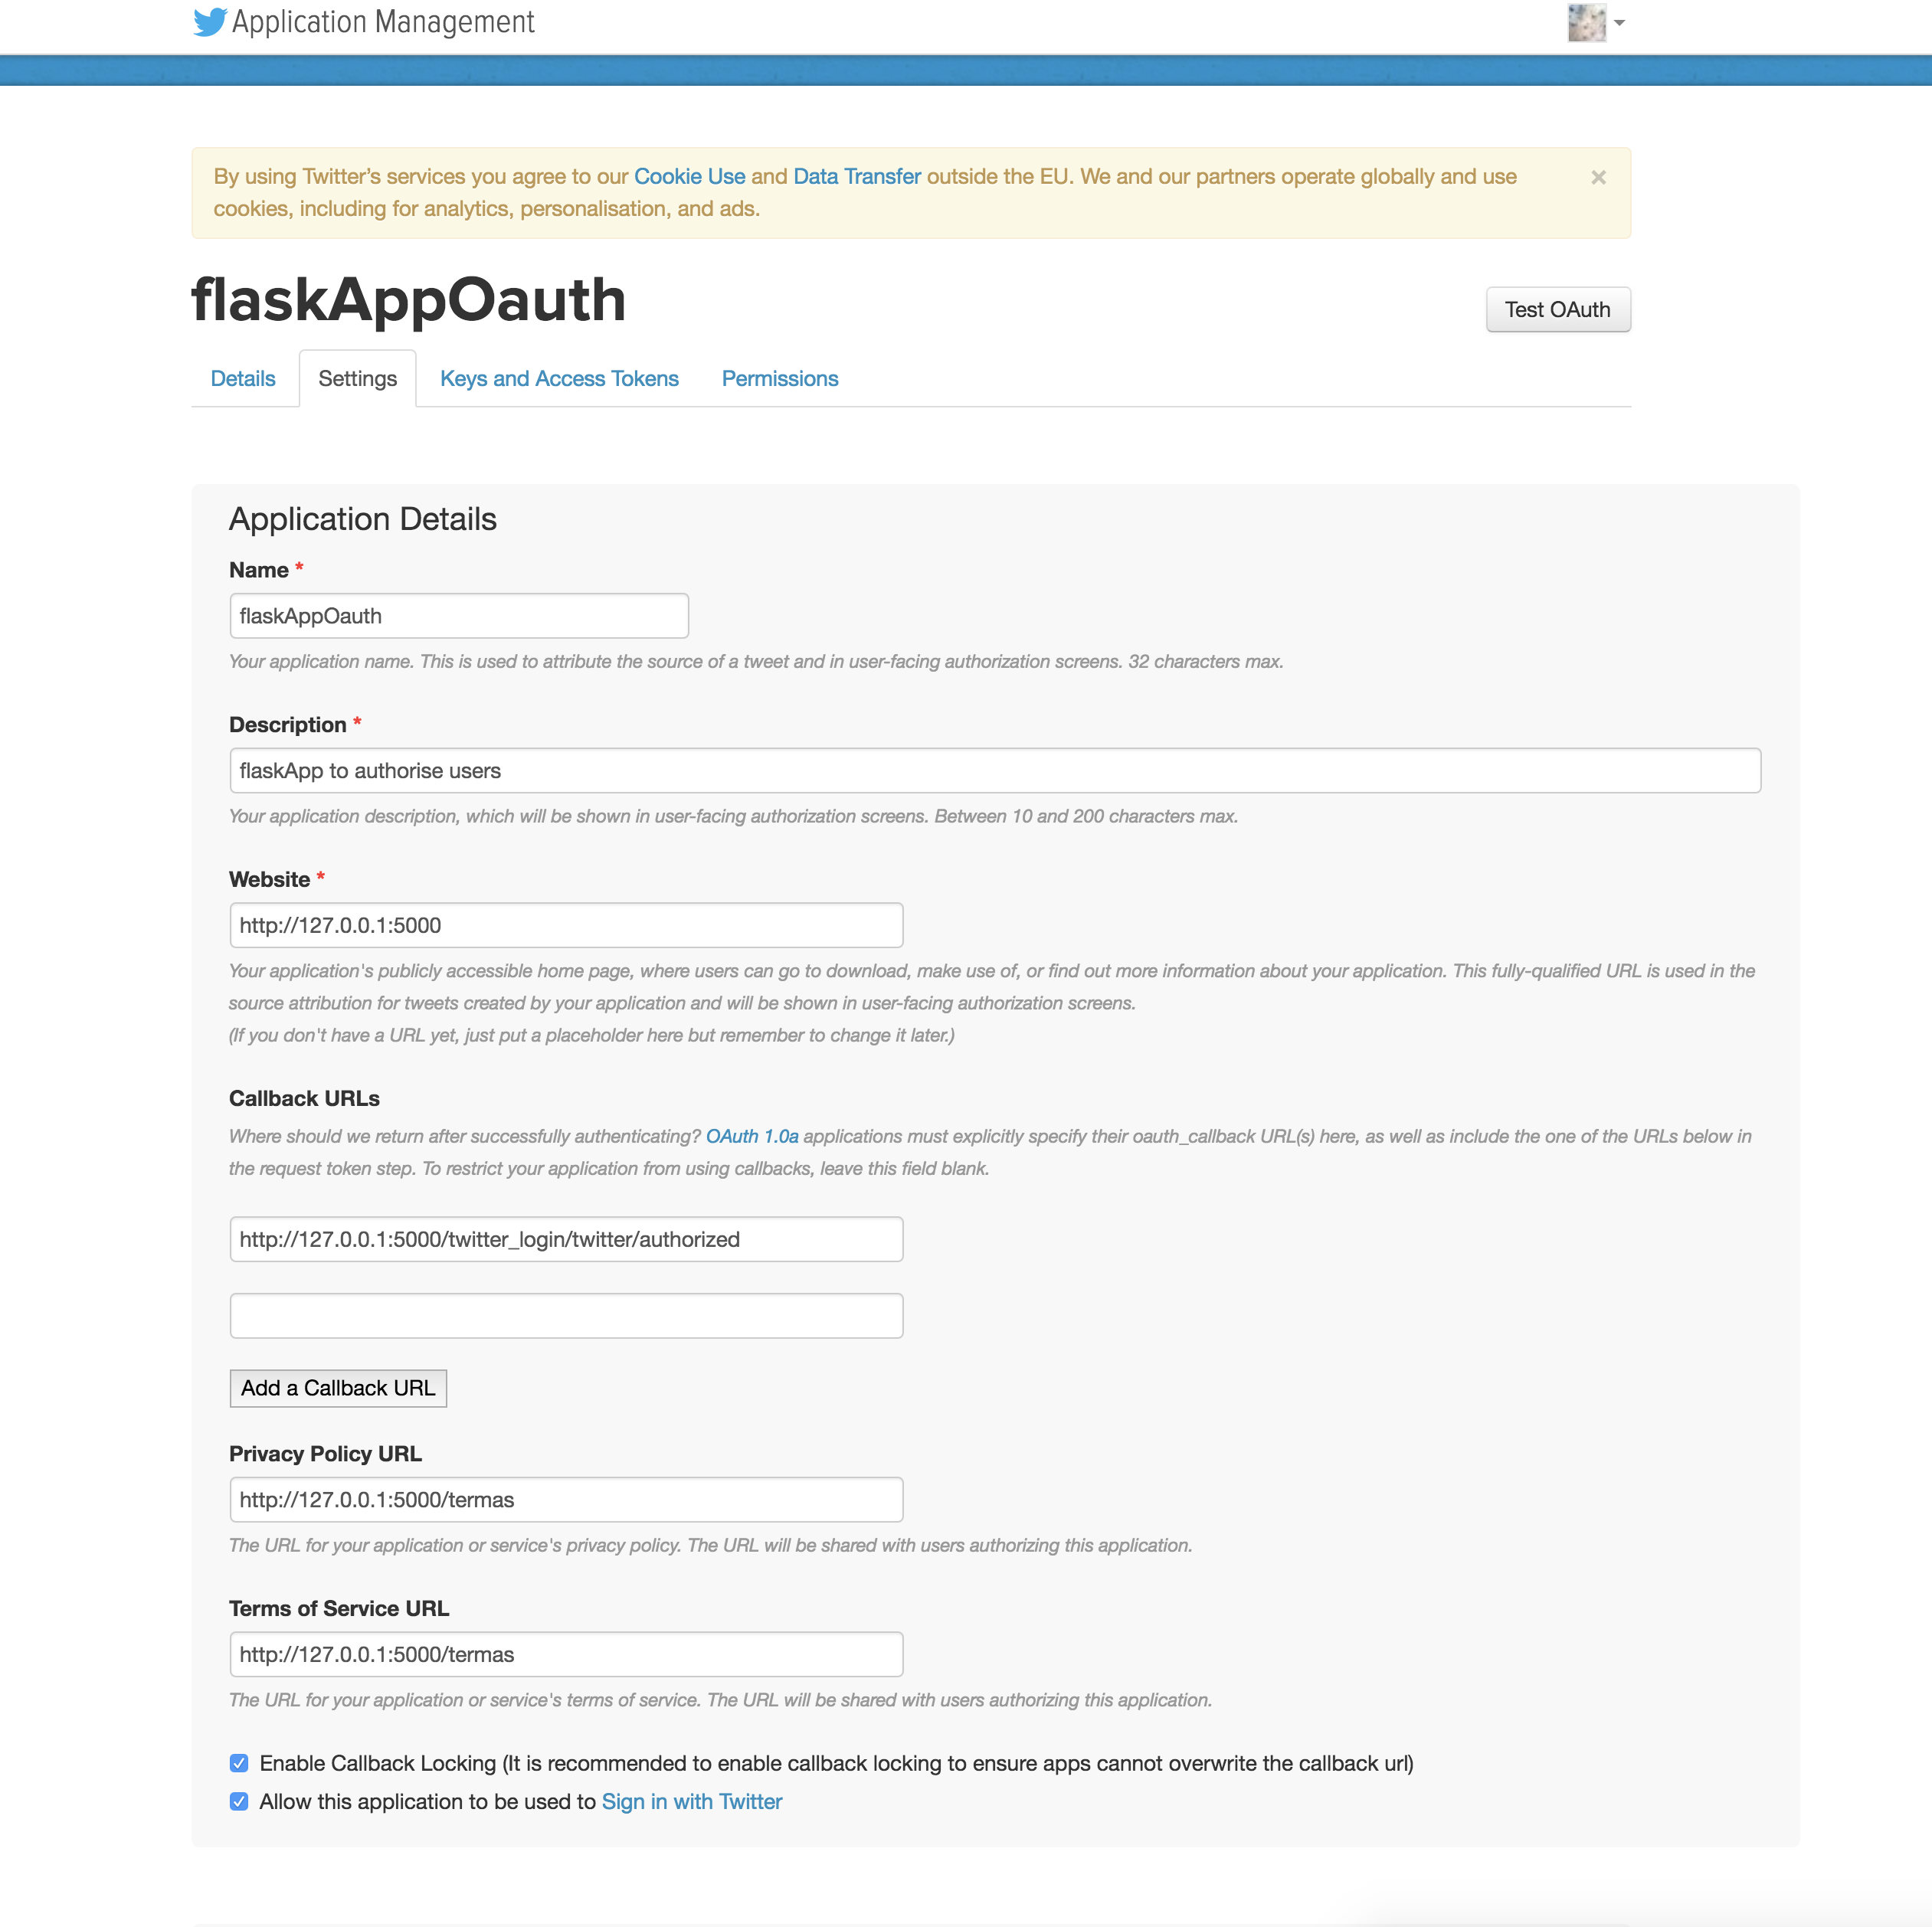 Application Management
By using Twitter’s services you agree to our Cookie Use and Data Transfer outside the EU. We and our partners operate globally and use
cookies, including for analytics, personalisation, and ads.
×
flaskAppOauth
Test OAuth
Details Settings Keys and Access Tokens Permissions
Application Details
Name *
flaskAppOauth
Your application name. This is used to attribute the source of a tweet and in user-facing authorization screens. 32 characters max.
Description *
flaskApp to authorise users
Your application description, which will be shown in user-facing authorization screens. Between 10 and 200 characters max.
Website *
http://127.0.0.1:5000
Your application's publicly accessible home page, where users can go to download, make use of, or find out more information about your application. This fully-qualified URL is used in the
source attribution for tweets created by your application and will be shown in user-facing authorization screens.
(If you don't have a URL yet, just put a placeholder here but remember to change it later.)
Callback URLs
Where should we return after successfully authenticating? OAuth 1.0a applications must explicitly specify their oauth_callback URL(s) here, as well as include the one of the URLs below in
the request token step. To restrict your application from using callbacks, leave this field blank.
http://127.0.0.1:5000/twitter_login/twitter/authorized
Add a Callback URL
Privacy Policy URL
http://127.0.0.1:5000/termas
The URL for your application or service's privacy policy. The URL will be shared with users authorizing this application.
Terms of Service URL
http://127.0.0.1:5000/termas
The URL for your application or service's terms of service. The URL will be shared with users authorizing this application.
Enable Callback Locking (It is recommended to enable callback locking to ensure apps cannot overwrite the callback url)
Allow this application to be used to Sign in with Twitter